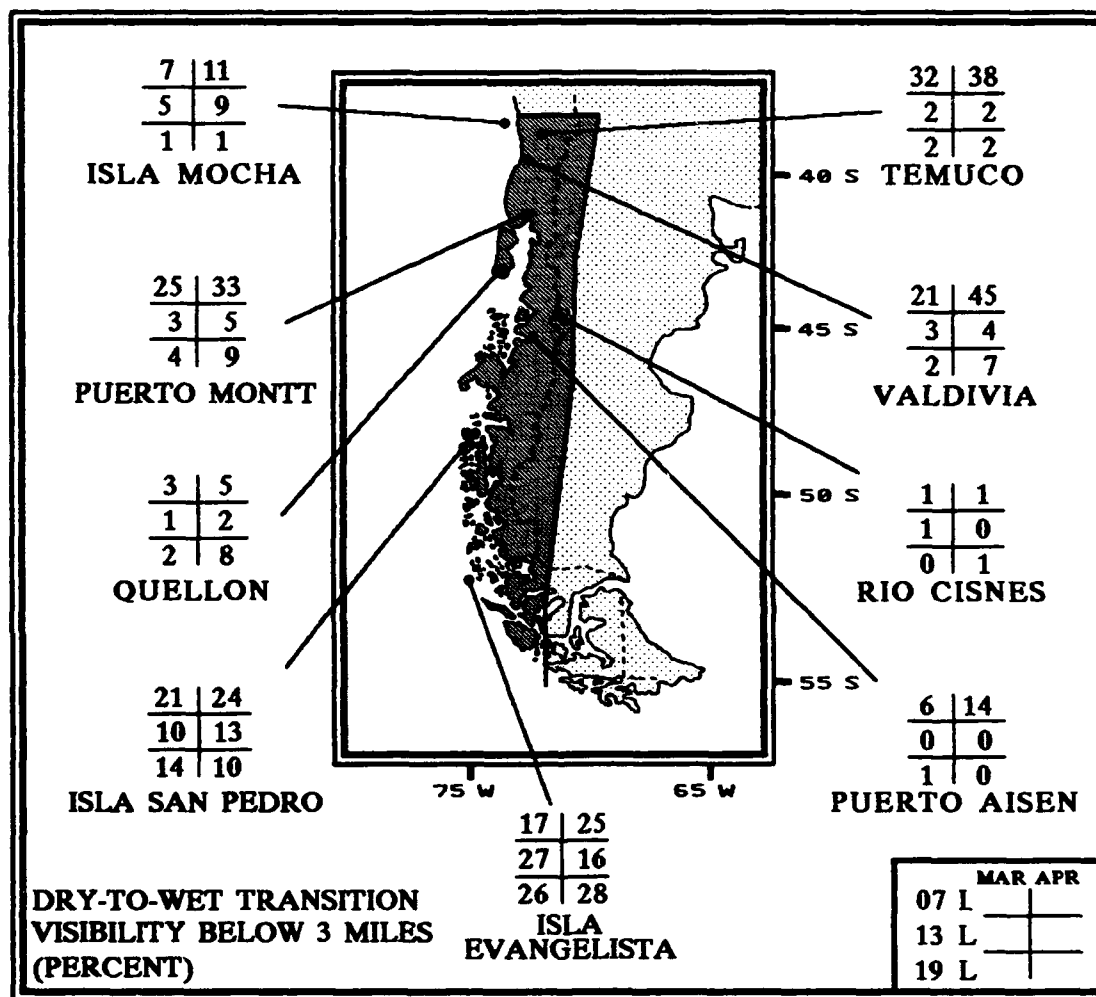 7 11
5 9
1 1
ISLA MOCHA
32 38
2 2
2 2
TEMUCO
40 S
25 33
3 5
4 9
PUERTO MONTT
21 45
3 4
2 7
VALDIVIA
45 S
3 5
1 2
2 8
QUELLON
50 S
1 1
1 0
0 1
RIO CISNES
21 24
10 13
14 10
ISLA SAN PEDRO
55 S
6 14
0 0
1 0
PUERTO AISEN
75 W
65 W
17 25
27 16
26 28
ISLA
EVANGELISTA
DRY-TO-WET TRANSITION
VISIBILITY BELOW 3 MILES
(PERCENT)
MAR APR
07 L
13 L
19 L